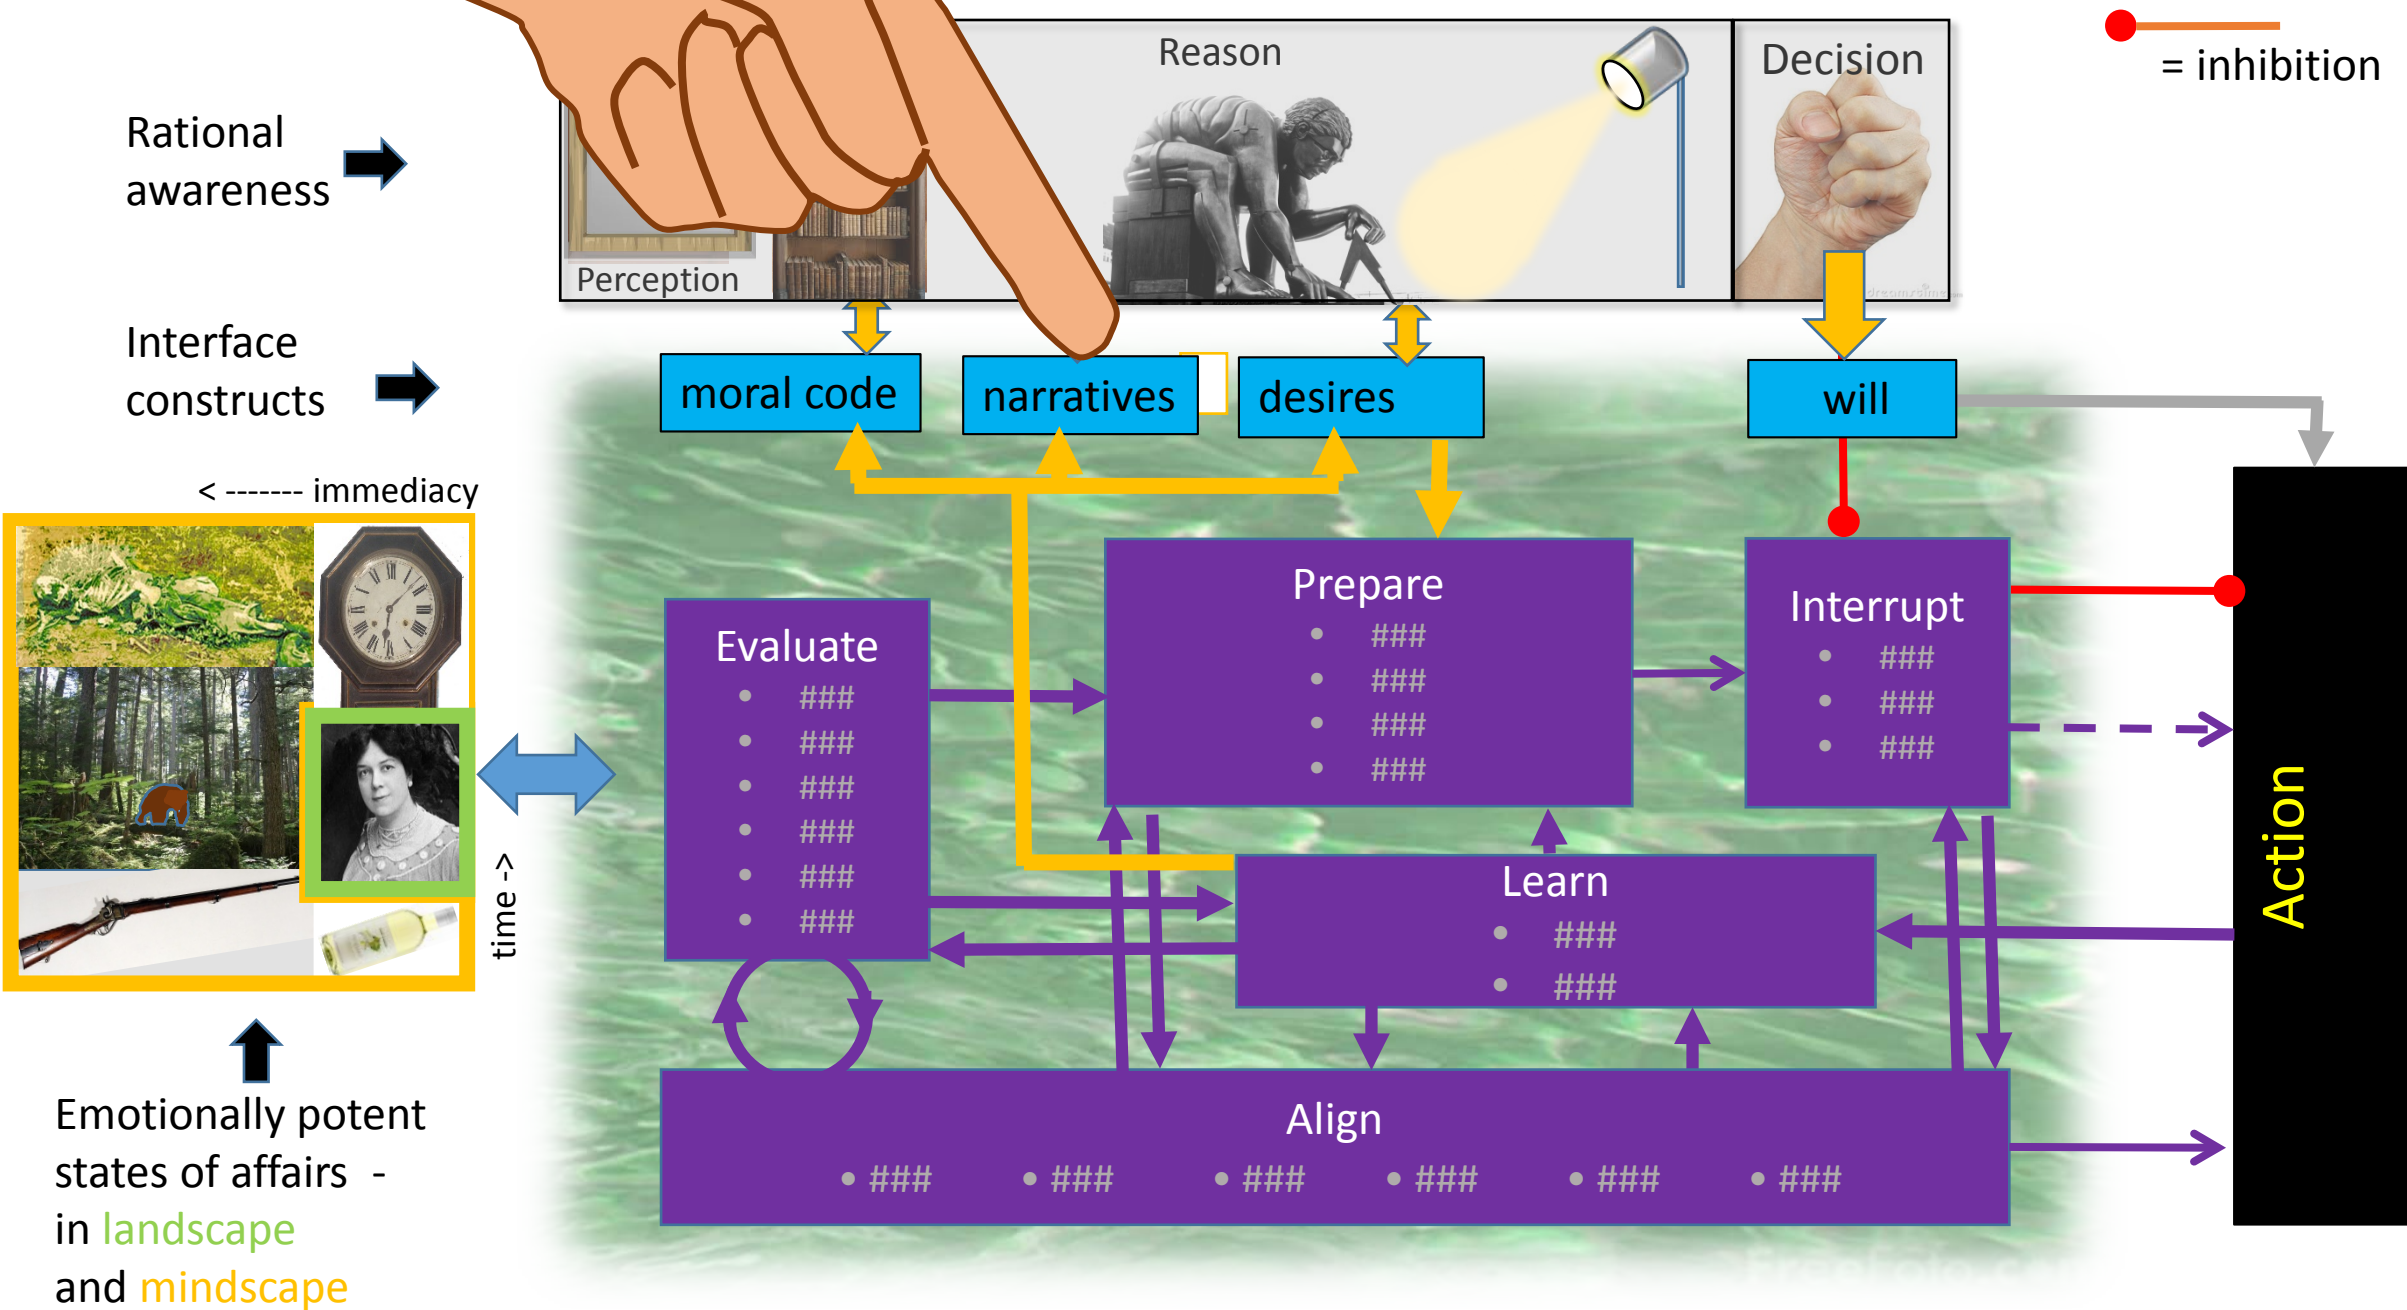 Reason
Decision
= inhibition
Rational
awareness
Perception
dreamstime
Interface
constructs
moral code
narratives
desires
will
< ------- immediacy
time ->
Prepare
• ###
• ###
• ###
• ###
Interrupt
• ###
• ###
• ###
Evaluate
• ###
• ###
• ###
• ###
• ###
• ###
Learn
• ###
• ###
Action
Align
• ### • ### • ### • ### • ### • ###
Emotionally potent
states of affairs -
in landscape
and mindscape